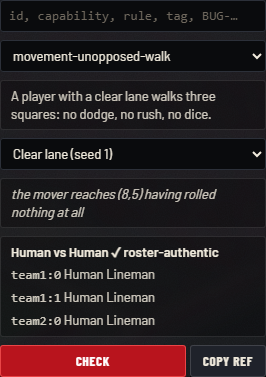 id, capability, rule, tag, BUG-…
movement-unopposed-walk
A player with a clear lane walks three
squares: no dodge, no rush, no dice.
Clear lane (seed 1)
the mover reaches (8,5) having rolled
nothing at all
Human vs Human ✓ roster-authentic
team1:0 Human Lineman
team1:1 Human Lineman
team2:0 Human Lineman
CHECK
COPY REF